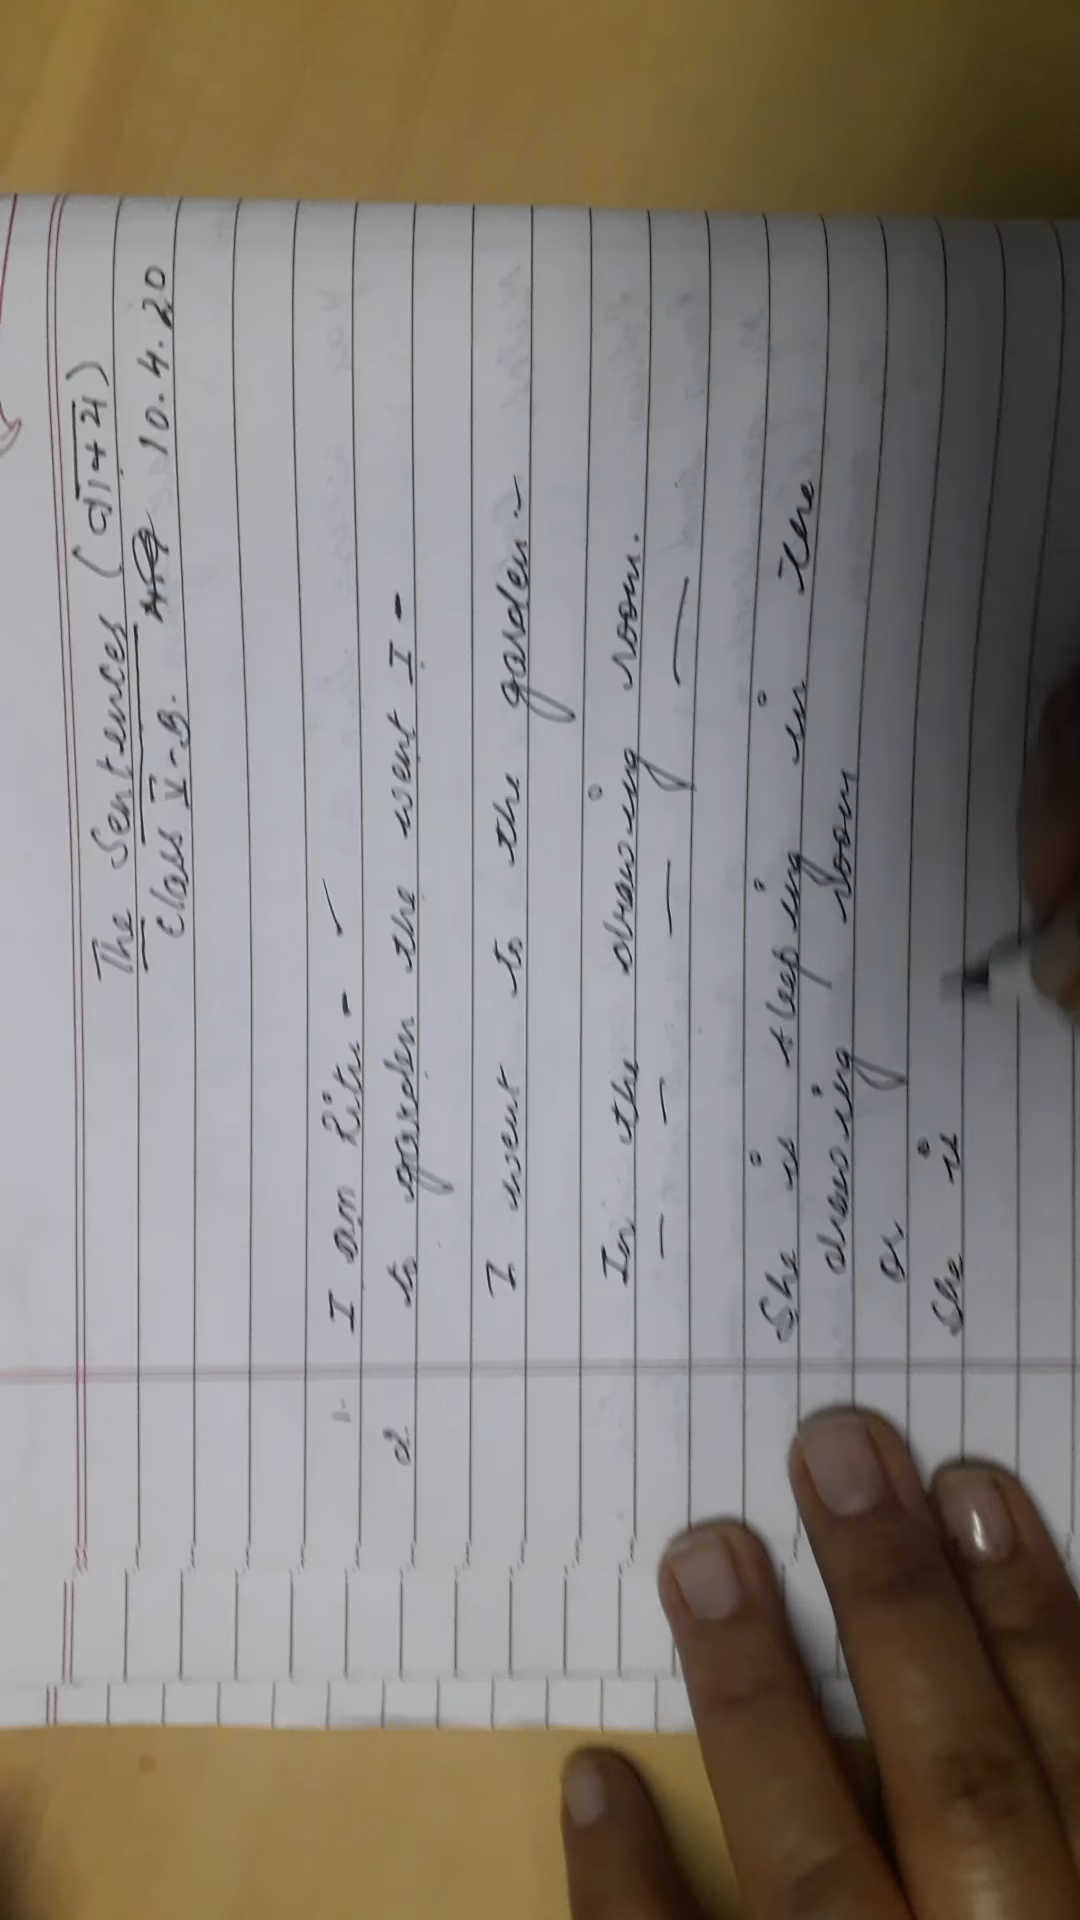 The Sentences (वाक्य)
Class V-B. 10.4.20
1. I am Ritu. - ✓
2 to garden the went I -
I went to the garden. ~
In the drawing room.
— — — —
She is sleeping in the
drawing room
or
She is